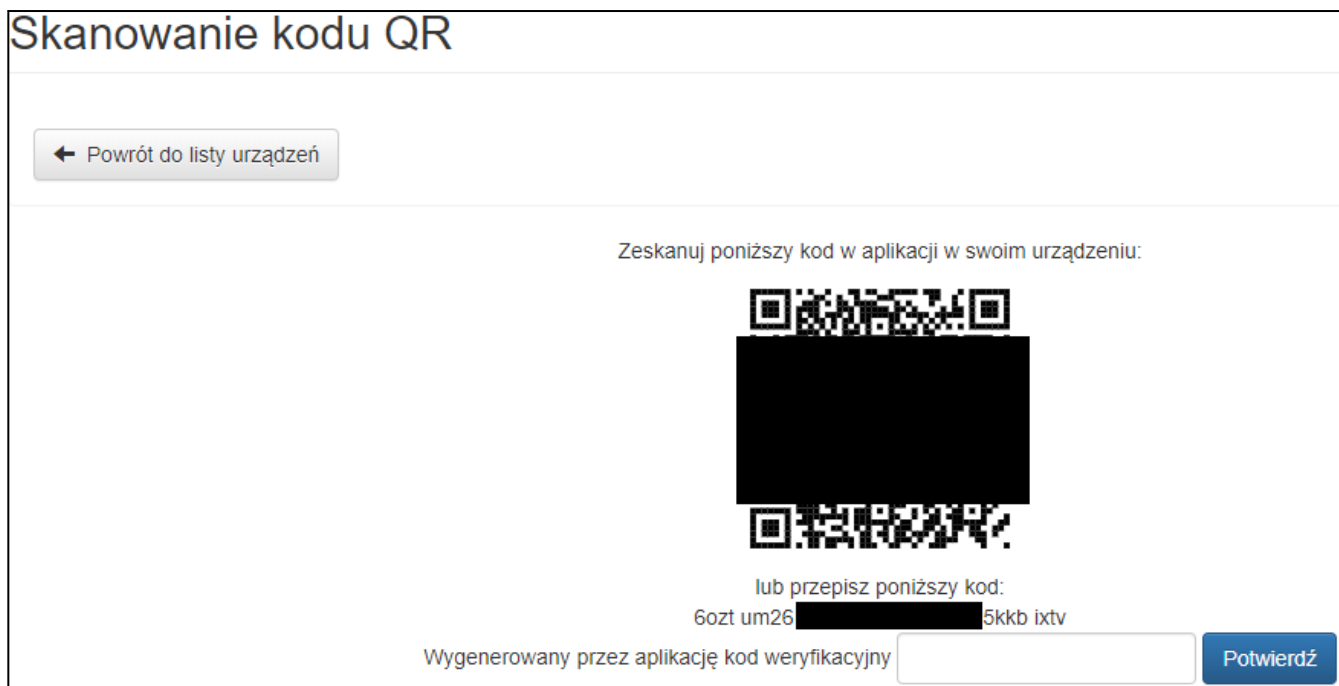 Skanowanie kodu QR
Powrót do listy urządzeń
Zeskanuj poniższy kod w aplikacji w swoim urządzeniu:
lub przepisz poniższy kod:
6ozt um26 5kkb ixtv
Wygenerowany przez aplikację kod weryfikacyjny Potwierdź